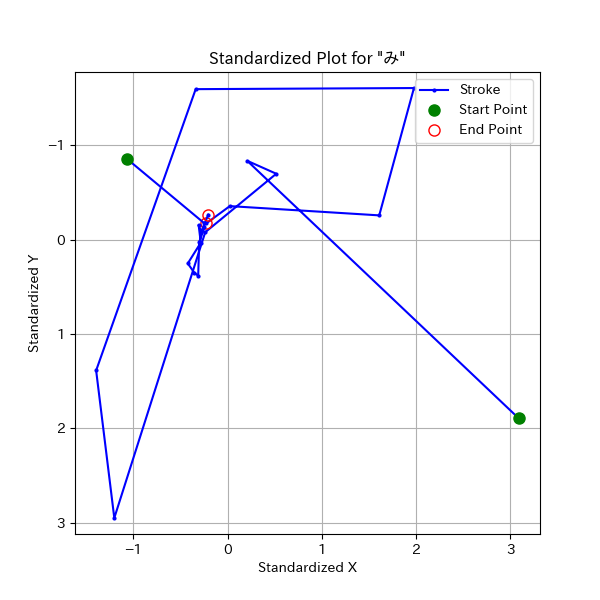 Standardized Plot for "み"
Stroke
Start Point
End Point
Standardized Y
−1
0
1
2
3
−1
0
1
2
3
Standardized X